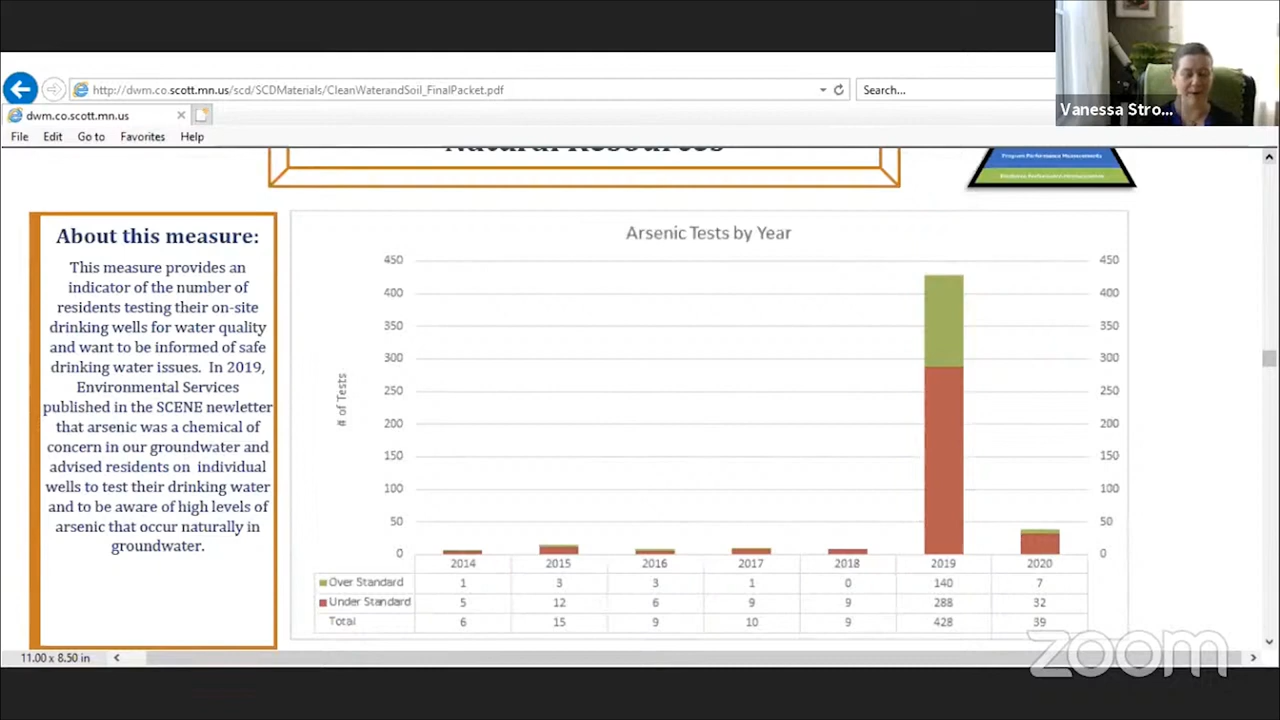 http://dwm.co.scott.mn.us/scd/SCDMaterials/CleanWaterandSoil_FinalPacket.pdf
Search...
Vanessa Stro...
dwm.co.scott.mn.us
File Edit Go to Favorites Help
Natural Resources
Program Performance Measurements
About this measure:
This measure provides an
indicator of the number of
residents testing their on-site
drinking wells for water quality
and want to be informed of safe
drinking water issues. In 2019,
Environmental Services
published in the SCENE newletter
that arsenic was a chemical of
concern in our groundwater and
advised residents on individual
wells to test their drinking water
and to be aware of high levels of
arsenic that occur naturally in
groundwater.
Arsenic Tests by Year
# of Tests
450 450
400 400
350 350
300 300
250 250
200 200
150 150
100 100
50 50
0 0
2014 2015 2016 2017 2018 2019 2020
Over Standard 1 3 3 1 0 140 7
Under Standard 5 12 6 9 9 288 32
Total 6 15 9 10 9 428 39
11.00 x 8.50 in
zoom